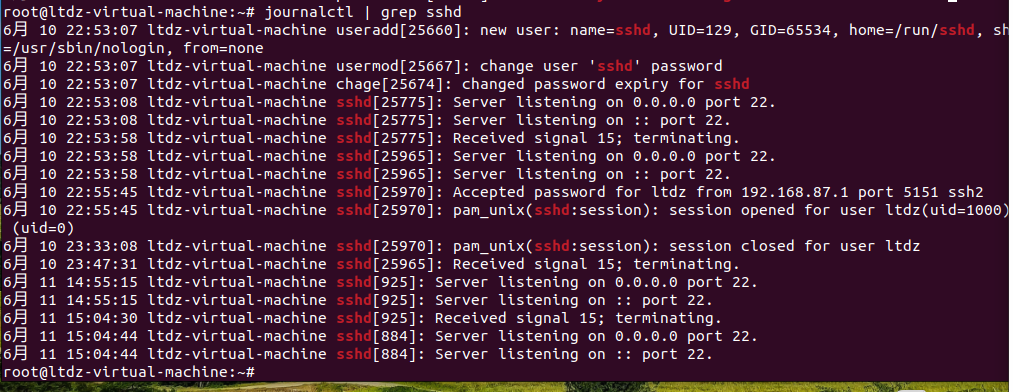 root@ltdz-virtual-machine:~# journalctl | grep sshd
6月 10 22:53:07 ltdz-virtual-machine useradd[25660]: new user: name=sshd, UID=129, GID=65534, home=/run/sshd, sh
=/usr/sbin/nologin, from=none
6月 10 22:53:07 ltdz-virtual-machine usermod[25667]: change user 'sshd' password
6月 10 22:53:07 ltdz-virtual-machine chage[25674]: changed password expiry for sshd
6月 10 22:53:08 ltdz-virtual-machine sshd[25775]: Server listening on 0.0.0.0 port 22.
6月 10 22:53:08 ltdz-virtual-machine sshd[25775]: Server listening on :: port 22.
6月 10 22:53:58 ltdz-virtual-machine sshd[25775]: Received signal 15; terminating.
6月 10 22:53:58 ltdz-virtual-machine sshd[25965]: Server listening on 0.0.0.0 port 22.
6月 10 22:53:58 ltdz-virtual-machine sshd[25965]: Server listening on :: port 22.
6月 10 22:55:45 ltdz-virtual-machine sshd[25970]: Accepted password for ltdz from 192.168.87.1 port 5151 ssh2
6月 10 22:55:45 ltdz-virtual-machine sshd[25970]: pam_unix(sshd:session): session opened for user ltdz(uid=1000)
(uid=0)
6月 10 23:33:08 ltdz-virtual-machine sshd[25970]: pam_unix(sshd:session): session closed for user ltdz
6月 10 23:47:31 ltdz-virtual-machine sshd[25965]: Received signal 15; terminating.
6月 11 14:55:15 ltdz-virtual-machine sshd[925]: Server listening on 0.0.0.0 port 22.
6月 11 14:55:15 ltdz-virtual-machine sshd[925]: Server listening on :: port 22.
6月 11 15:04:30 ltdz-virtual-machine sshd[925]: Received signal 15; terminating.
6月 11 15:04:44 ltdz-virtual-machine sshd[884]: Server listening on 0.0.0.0 port 22.
6月 11 15:04:44 ltdz-virtual-machine sshd[884]: Server listening on :: port 22.
root@ltdz-virtual-machine:~#